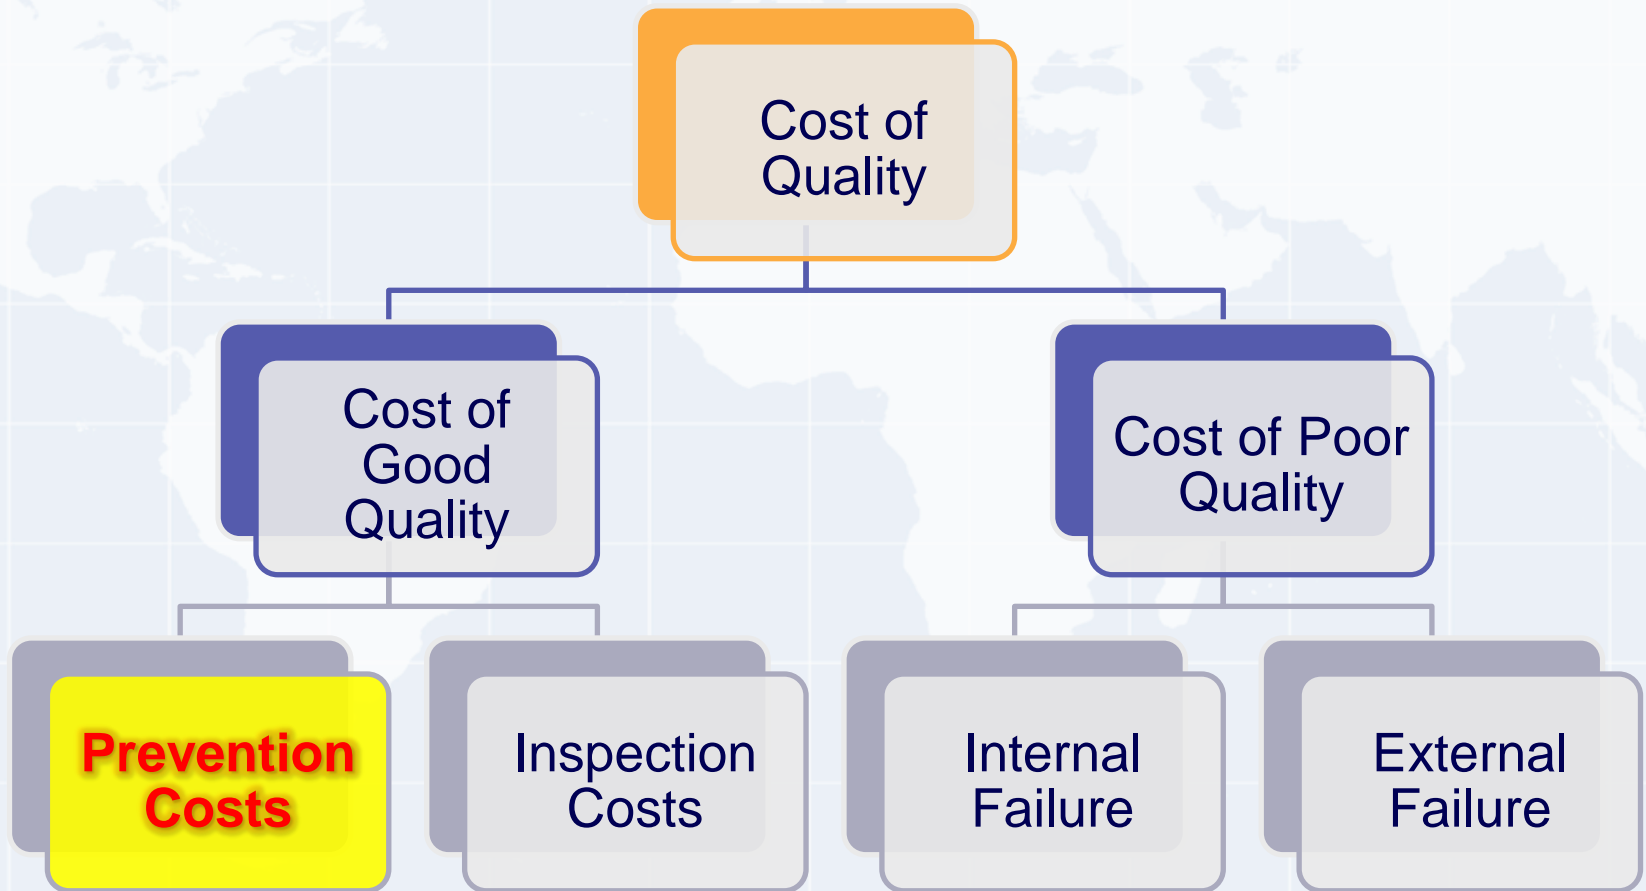 Cost of
Quality
Cost of
Good
Quality
Cost of Poor
Quality
Prevention
Costs
Inspection
Costs
Internal
Failure
External
Failure